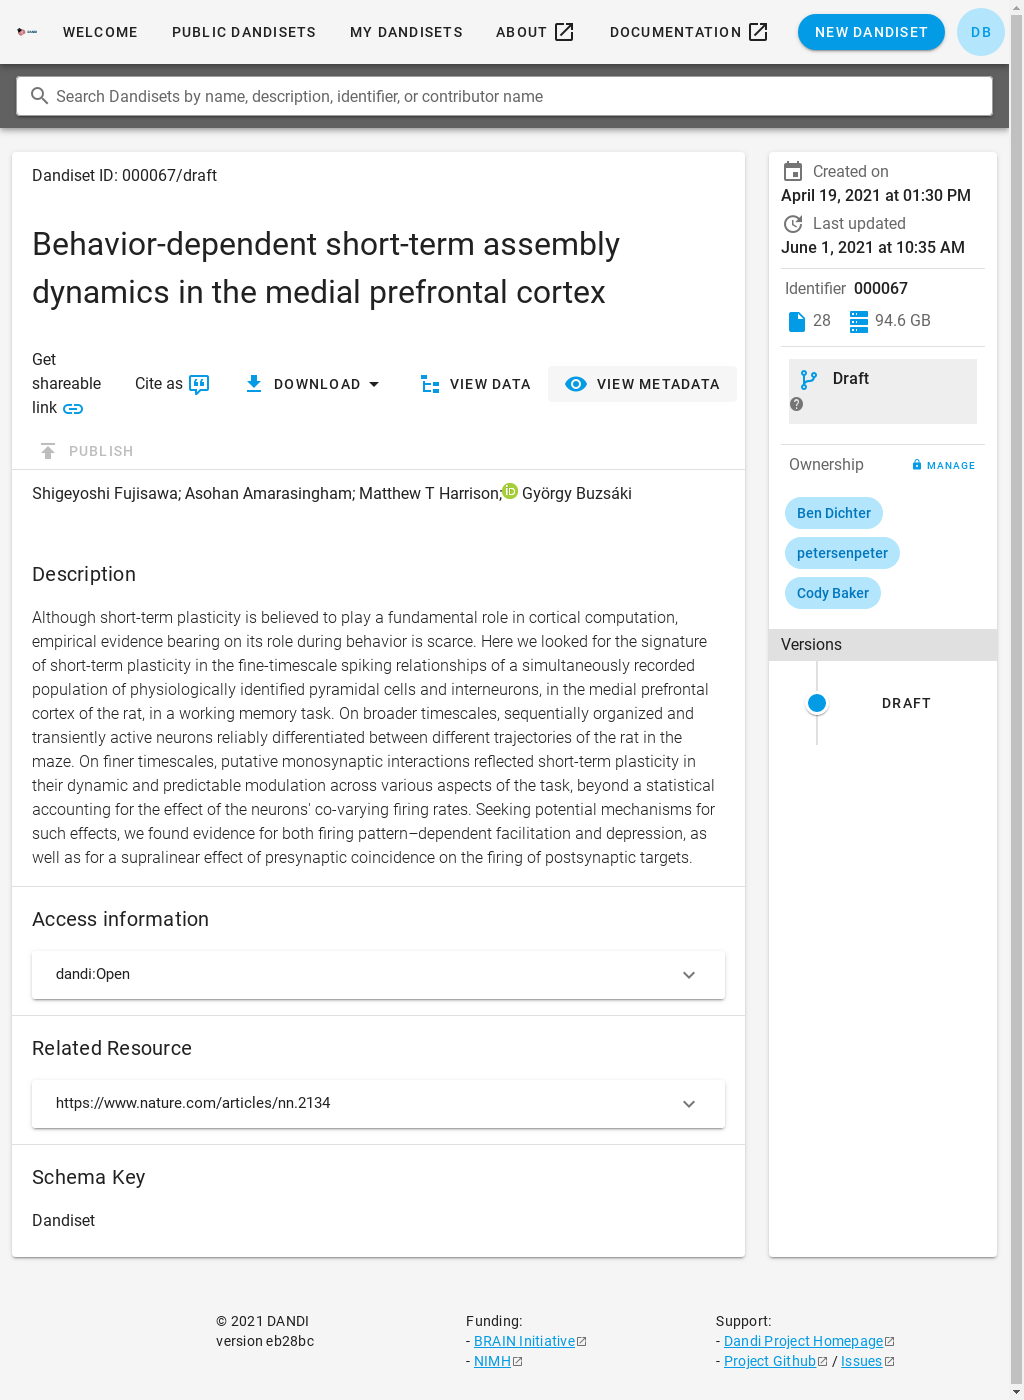 WELCOME PUBLIC DANDISETS MY DANDISETS ABOUT DOCUMENTATION NEW DANDISET DB
Search Dandisets by name, description, identifier, or contributor name
Dandiset ID: 000067/draft
Behavior-dependent short-term assembly
dynamics in the medial prefrontal cortex
Get
shareable
link
Cite as
DOWNLOAD
VIEW DATA
VIEW METADATA
PUBLISH
Shigeyoshi Fujisawa; Asohan Amarasingham; Matthew T Harrison; György Buzsáki
Description
Although short-term plasticity is believed to play a fundamental role in cortical computation,
empirical evidence bearing on its role during behavior is scarce. Here we looked for the signature
of short-term plasticity in the fine-timescale spiking relationships of a simultaneously recorded
population of physiologically identified pyramidal cells and interneurons, in the medial prefrontal
cortex of the rat, in a working memory task. On broader timescales, sequentially organized and
transiently active neurons reliably differentiated between different trajectories of the rat in the
maze. On finer timescales, putative monosynaptic interactions reflected short-term plasticity in
their dynamic and predictable modulation across various aspects of the task, beyond a statistical
accounting for the effect of the neurons' co-varying firing rates. Seeking potential mechanisms for
such effects, we found evidence for both firing pattern–dependent facilitation and depression, as
well as for a supralinear effect of presynaptic coincidence on the firing of postsynaptic targets.
Access information
dandi:Open
Related Resource
https://www.nature.com/articles/nn.2134
Schema Key
Dandiset
Created on
April 19, 2021 at 01:30 PM
Last updated
June 1, 2021 at 10:35 AM
Identifier 000067
28 94.6 GB
Draft
Ownership MANAGE
Ben Dichter
petersenpeter
Cody Baker
Versions
DRAFT
© 2021 DANDI
version eb28bc
Funding:
- BRAIN Initiative
- NIMH
Support:
- Dandi Project Homepage
- Project Github / Issues